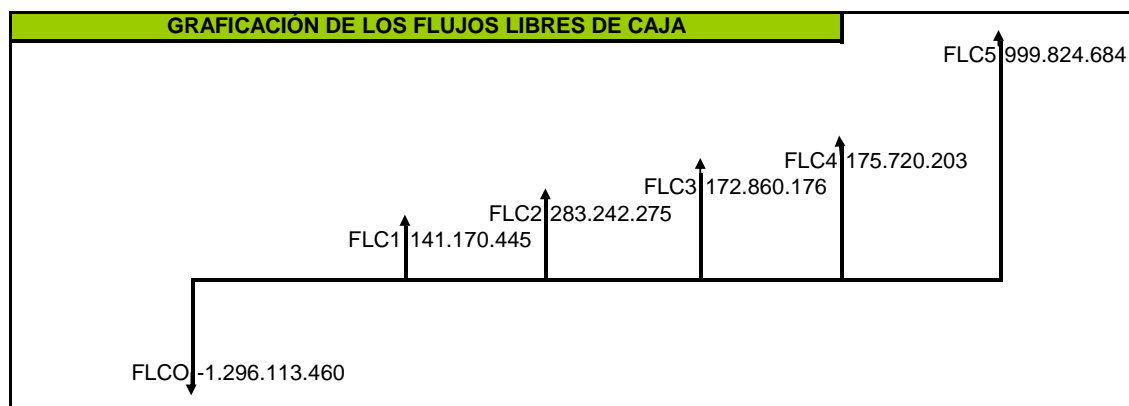 GRAFICACIÓN DE LOS FLUJOS LIBRES DE CAJA
FLC5 999.824.684
FLC4 175.720.203
FLC3 172.860.176
FLC2 283.242.275
FLC1 141.170.445
FLCO -1.296.113.460